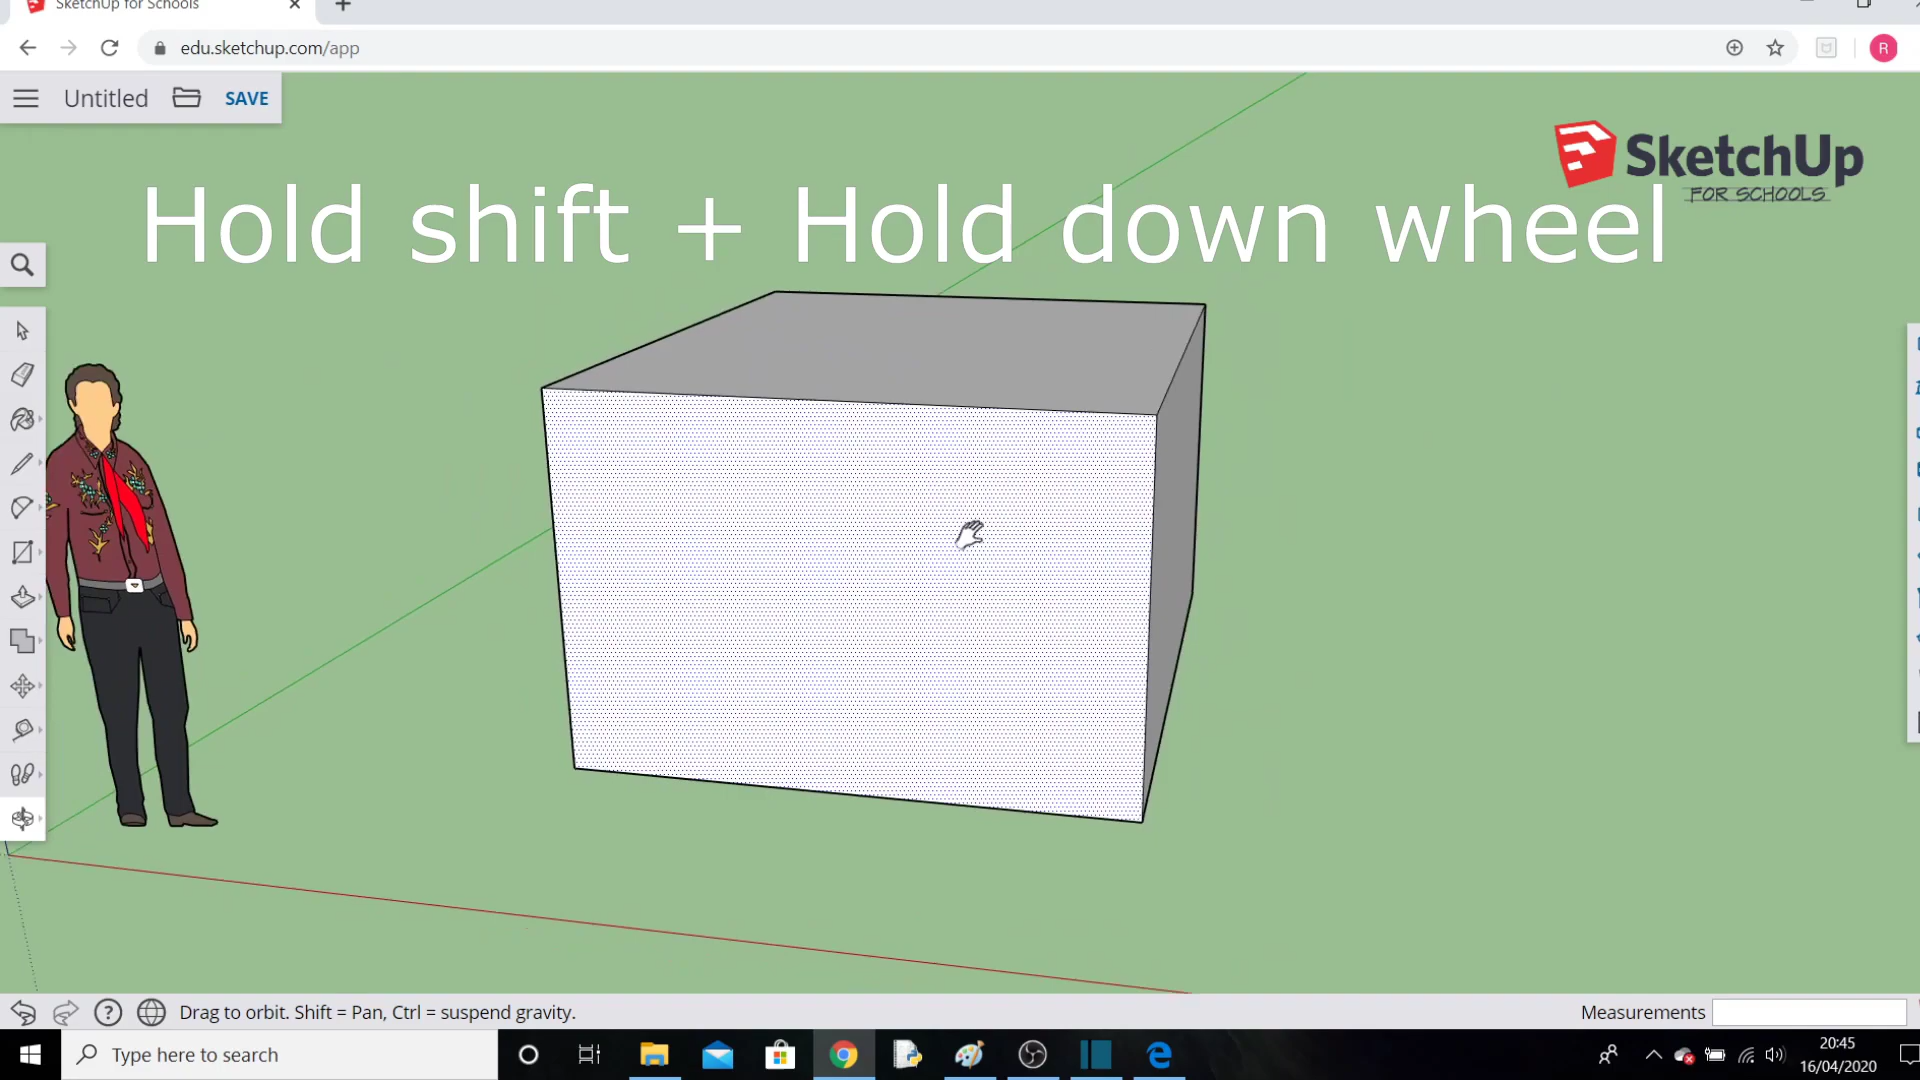 SketchUp for Schools
edu.sketchup.com/app
R
Untitled SAVE
SketchUp
FOR SCHOOLS
Hold shift + Hold down wheel
Drag to orbit. Shift = Pan, Ctrl = suspend gravity.
Measurements
Type here to search
20:45
16/04/2020